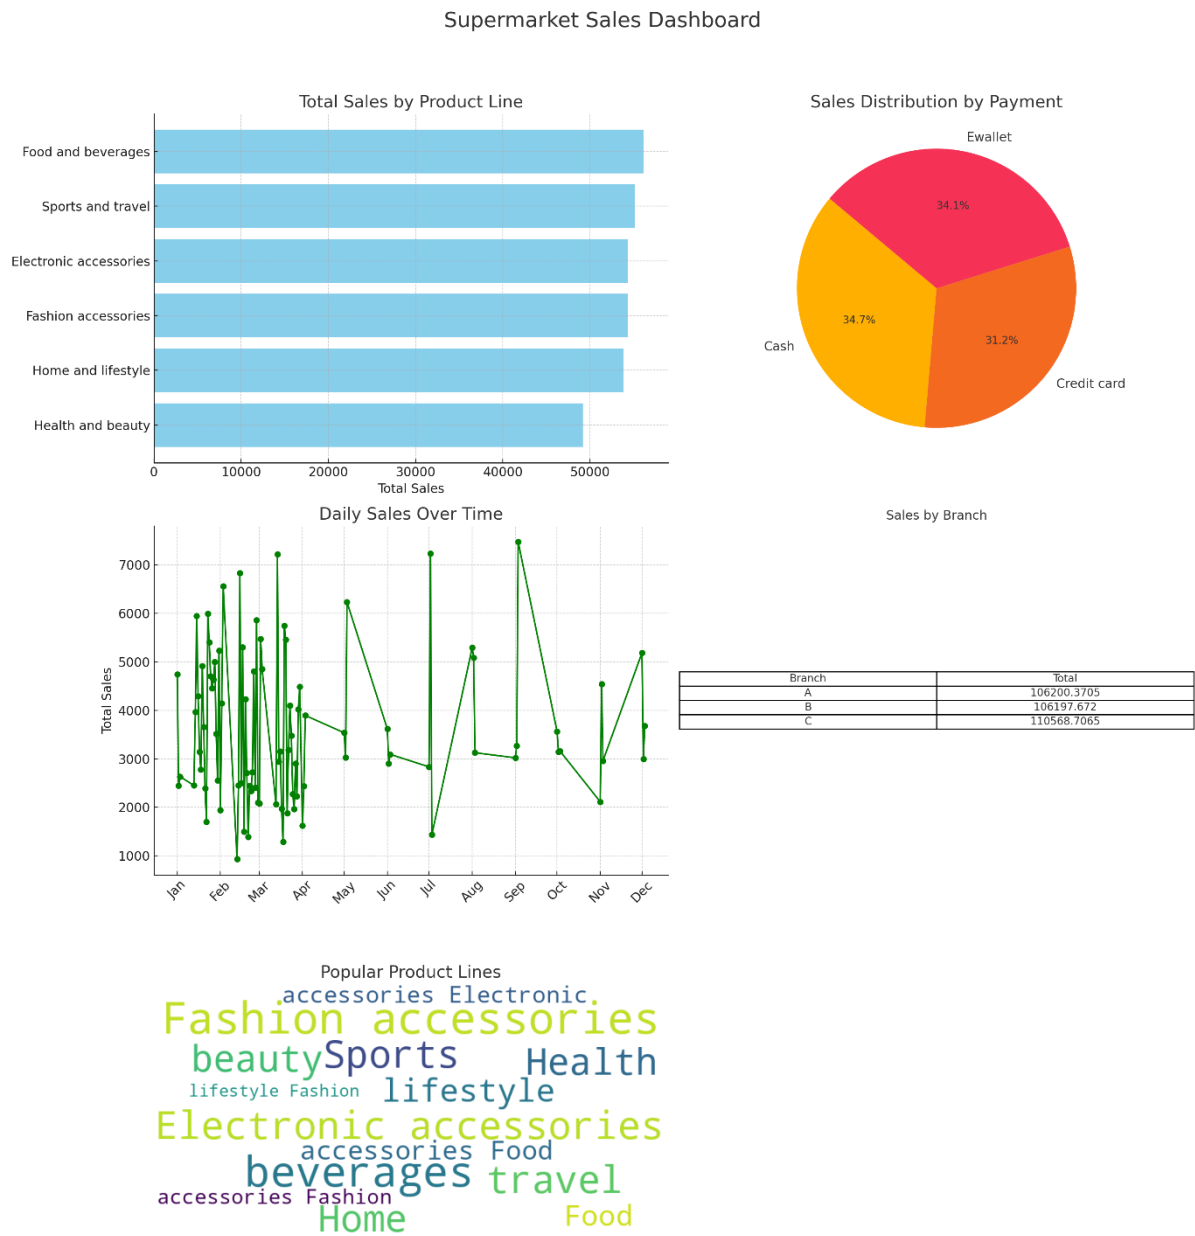 Supermarket Sales Dashboard
Total Sales by Product Line
Food and beverages
Sports and travel
Electronic accessories
Fashion accessories
Home and lifestyle
Health and beauty
0 10000 20000 30000 40000 50000
Total Sales
Sales Distribution by Payment
Ewallet
34.1%
34.7%
Cash
31.2%
Credit card
Daily Sales Over Time
Total Sales
7000
6000
5000
4000
3000
2000
1000
Jan Feb Mar Apr May Jun Jul Aug Sep Oct Nov Dec
Sales by Branch
Branch Total
A 106200.3705
B 106197.672
C 110568.7065
Popular Product Lines
accessories Electronic
Fashion accessories
beauty Sports Health
lifestyle Fashion lifestyle
Electronic accessories
accessories Food
beverages travel
accessories Fashion
Home Food